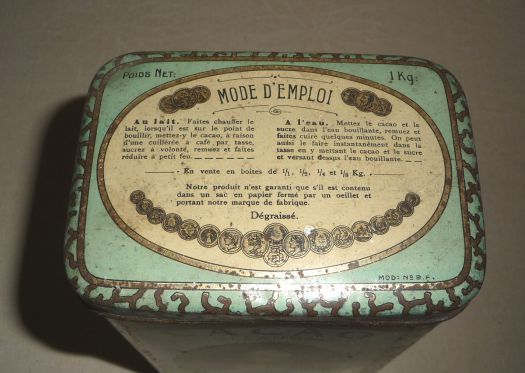 POIDS NET:
1 Kg:
MODE D'EMPLOI
Au lait. Faites chauffer le
lait, lorsqu'il est sur le point de
bouillir, mettez-y le cacao, à raison
d'une cuillerée à café par tasse,
sucrez à volonté, remuez et faites
réduire à petit feu.
A l'eau. Mettez le cacao et le
sucre dans l'eau bouillante, remuez et
faites cuire quelques minutes. On peut
aussi le faire instantanément dans la
tasse en y mettant le cacao et le sucre
et versant dessus l'eau bouillante.
En vente en boites de 1/1, 1/2, 1/4 et 1/8 Kg.
Notre produit n'est garanti que s'il est contenu
dans un sac en papier fermé par un oeillet et
portant notre marque de fabrique.
Dégraissé.
MOD: No 9.F.